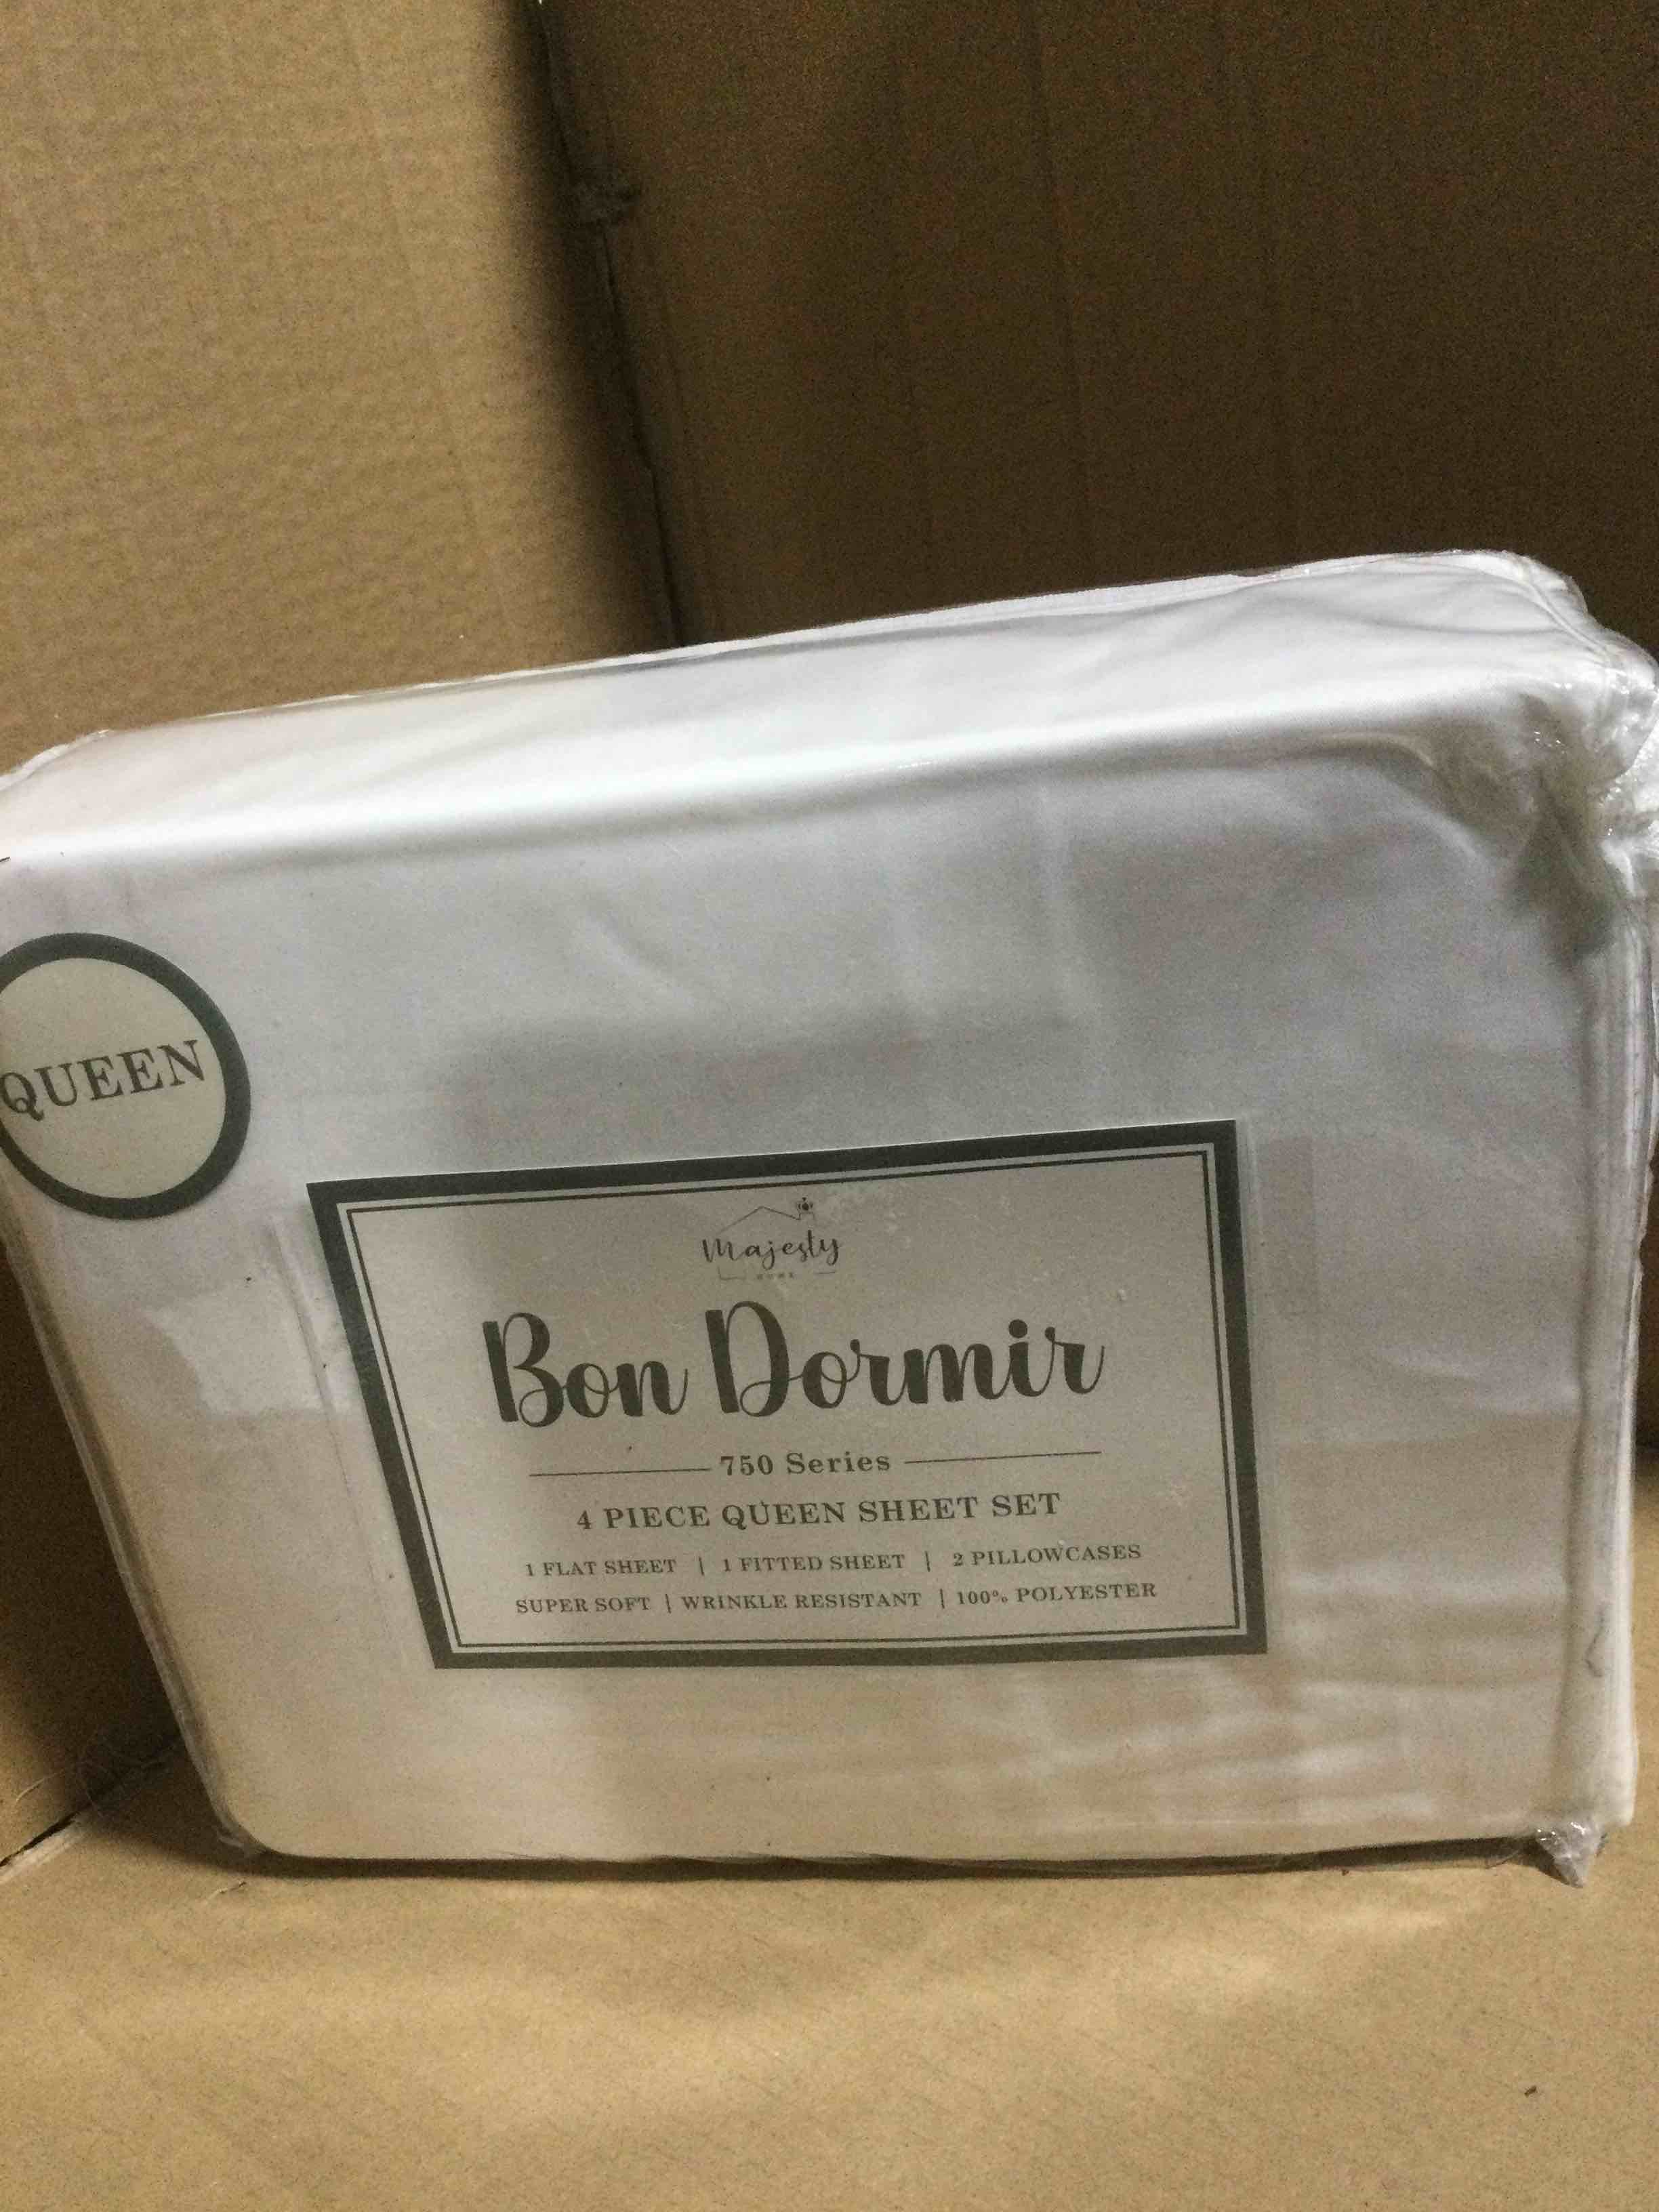 QUEEN
Majesty
HOME
Bon Dormir
750 Series
4 PIECE QUEEN SHEET SET
1 FLAT SHEET | 1 FITTED SHEET | 2 PILLOWCASES
SUPER SOFT | WRINKLE RESISTANT | 100% POLYESTER